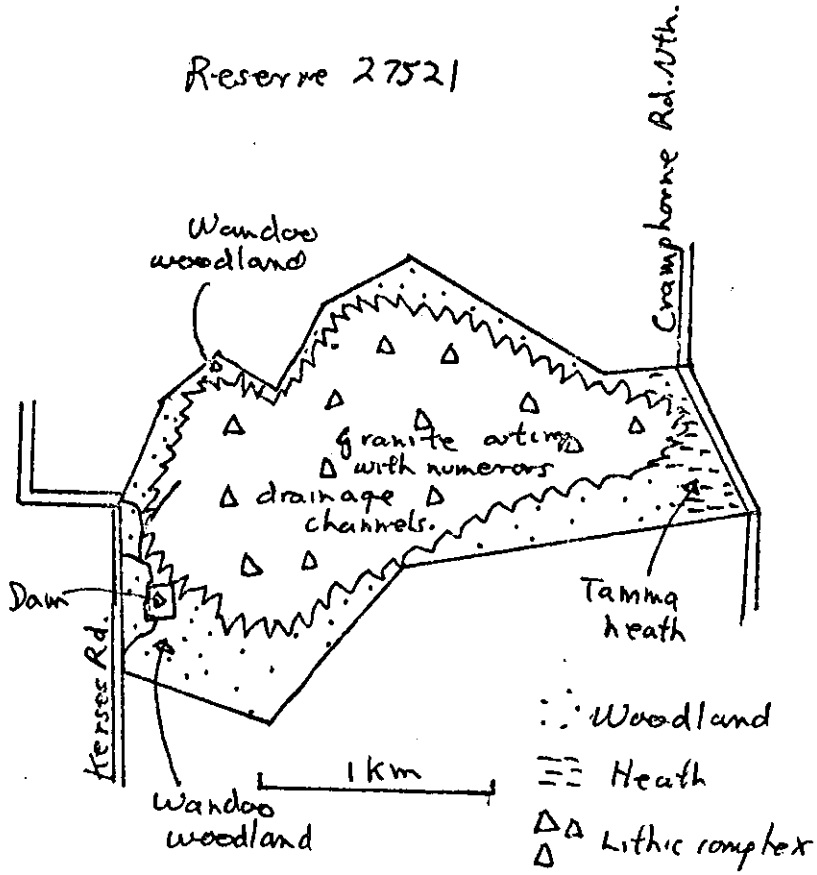 Reserve 27521
Cramphorne Rd. Nth.
Wandoo
woodland
granite
with numerous
drainage
channels.
Dam
Kerses Rd.
Tamma
heath
Wandoo
woodland
1 km
Woodland
Heath
Lithic complex